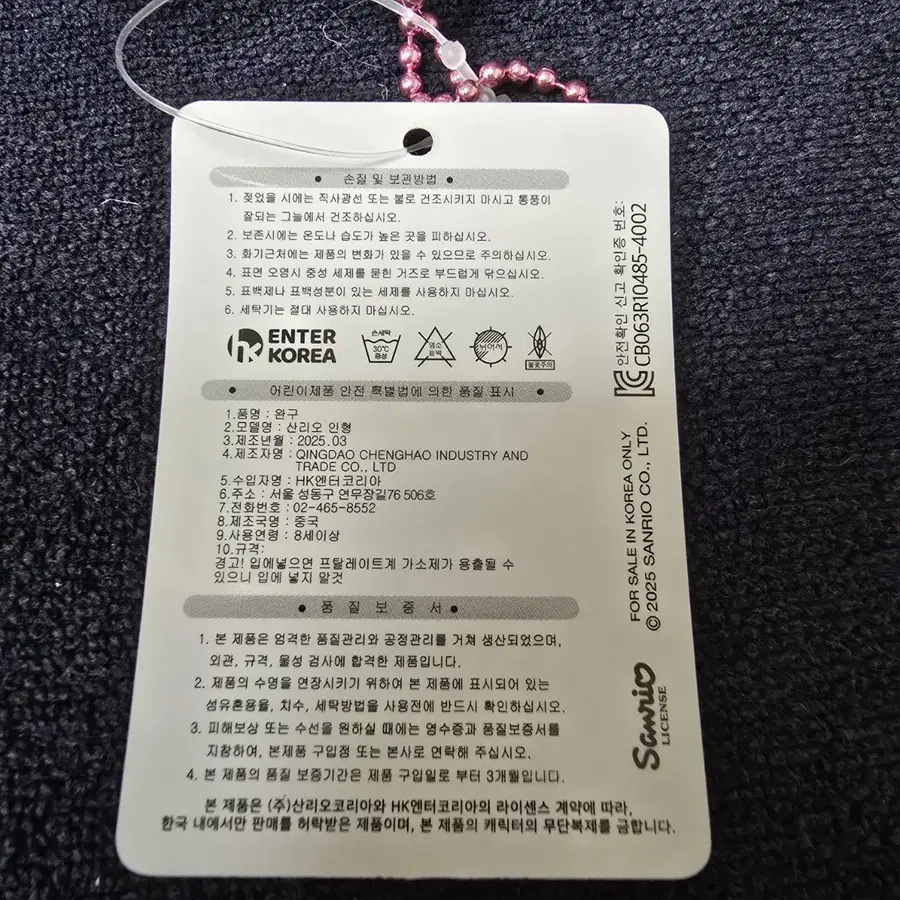 손질 및 보관방법
1. 젖었을 시에는 직사광선 또는 불로 건조시키지 마시고 통풍이
잘되는 그늘에서 건조하십시오.
2. 보존시에는 온도나 습도가 높은 곳을 피하십시오.
3. 화기근처에는 제품의 변화가 있을 수 있으므로 주의하십시오.
4. 표면 오염시 중성 세제를 묻힌 거즈로 부드럽게 닦으십시오.
5. 표백제나 표백성분이 있는 세제를 사용하지 마십시오.
6. 세탁기는 절대 사용하지 마십시오.
hk ENTER
KOREA
손세탁
30℃
중성
염소
표백
드라이
불꽃주의
어린이제품 안전 특별법에 의한 품질 표시
1.품명 : 완구
2.모델명 : 산리오 인형
3.제조년월 : 2025.03
4.제조자명 : QINGDAO CHENGHAO INDUSTRY AND
TRADE CO., LTD
5.수입자명 : HK엔터코리아
6.주소 : 서울 성동구 연무장길76 506호
7.전화번호 : 02-465-8552
8.제조국명 : 중국
9.사용연령 : 8세이상
10.규격:
경고! 입에넣으면 프탈레이트계 가소제가 용출될 수
있으니 입에 넣지 말것
품 질 보 증 서
1. 본 제품은 엄격한 품질관리와 공정관리를 거쳐 생산되었으며,
외관, 규격, 물성 검사에 합격한 제품입니다.
2. 제품의 수명을 연장시키기 위하여 본 제품에 표시되어 있는
섬유혼용율, 치수, 세탁방법을 사용전에 반드시 확인하십시오.
3. 피해보상 또는 수선을 원하실 때에는 영수증과 품질보증서를
지참하여, 본제품 구입점 또는 본사로 연락해 주십시오.
4. 본 제품의 품질 보증기간은 제품 구입일로 부터 3개월입니다.
본 제품은 (주)산리오코리아와 HK엔터코리아의 라이센스 계약에 따라,
한국 내에서만 판매를 허락받은 제품이며, 본 제품의 캐릭터의 무단복제를 금합니다.
안전확인 신고 확인증 번호:
CB063R10485-4002
FOR SALE IN KOREA ONLY
© 2025 SANRIO CO., LTD.
Sanrio
LICENSE